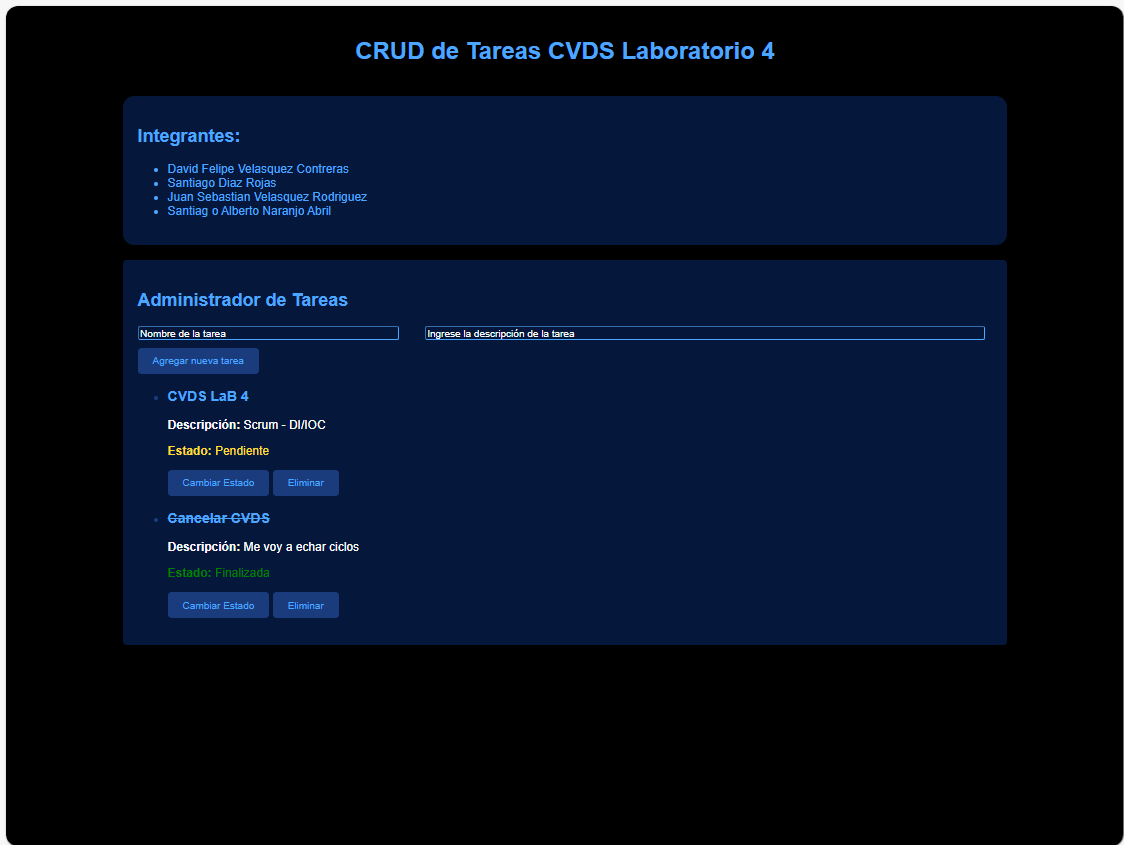 CRUD de Tareas CVDS Laboratorio 4
Integrantes:
David Felipe Velasquez Contreras
Santiago Diaz Rojas
Juan Sebastian Velasquez Rodriguez
Santiag o Alberto Naranjo Abril
Administrador de Tareas
Nombre de la tarea Ingrese la descripción de la tarea
Agregar nueva tarea
CVDS LaB 4
Descripción: Scrum - DI/IOC
Estado: Pendiente
Cambiar Estado Eliminar
Cancelar CVDS
Descripción: Me voy a echar ciclos
Estado: Finalizada
Cambiar Estado Eliminar